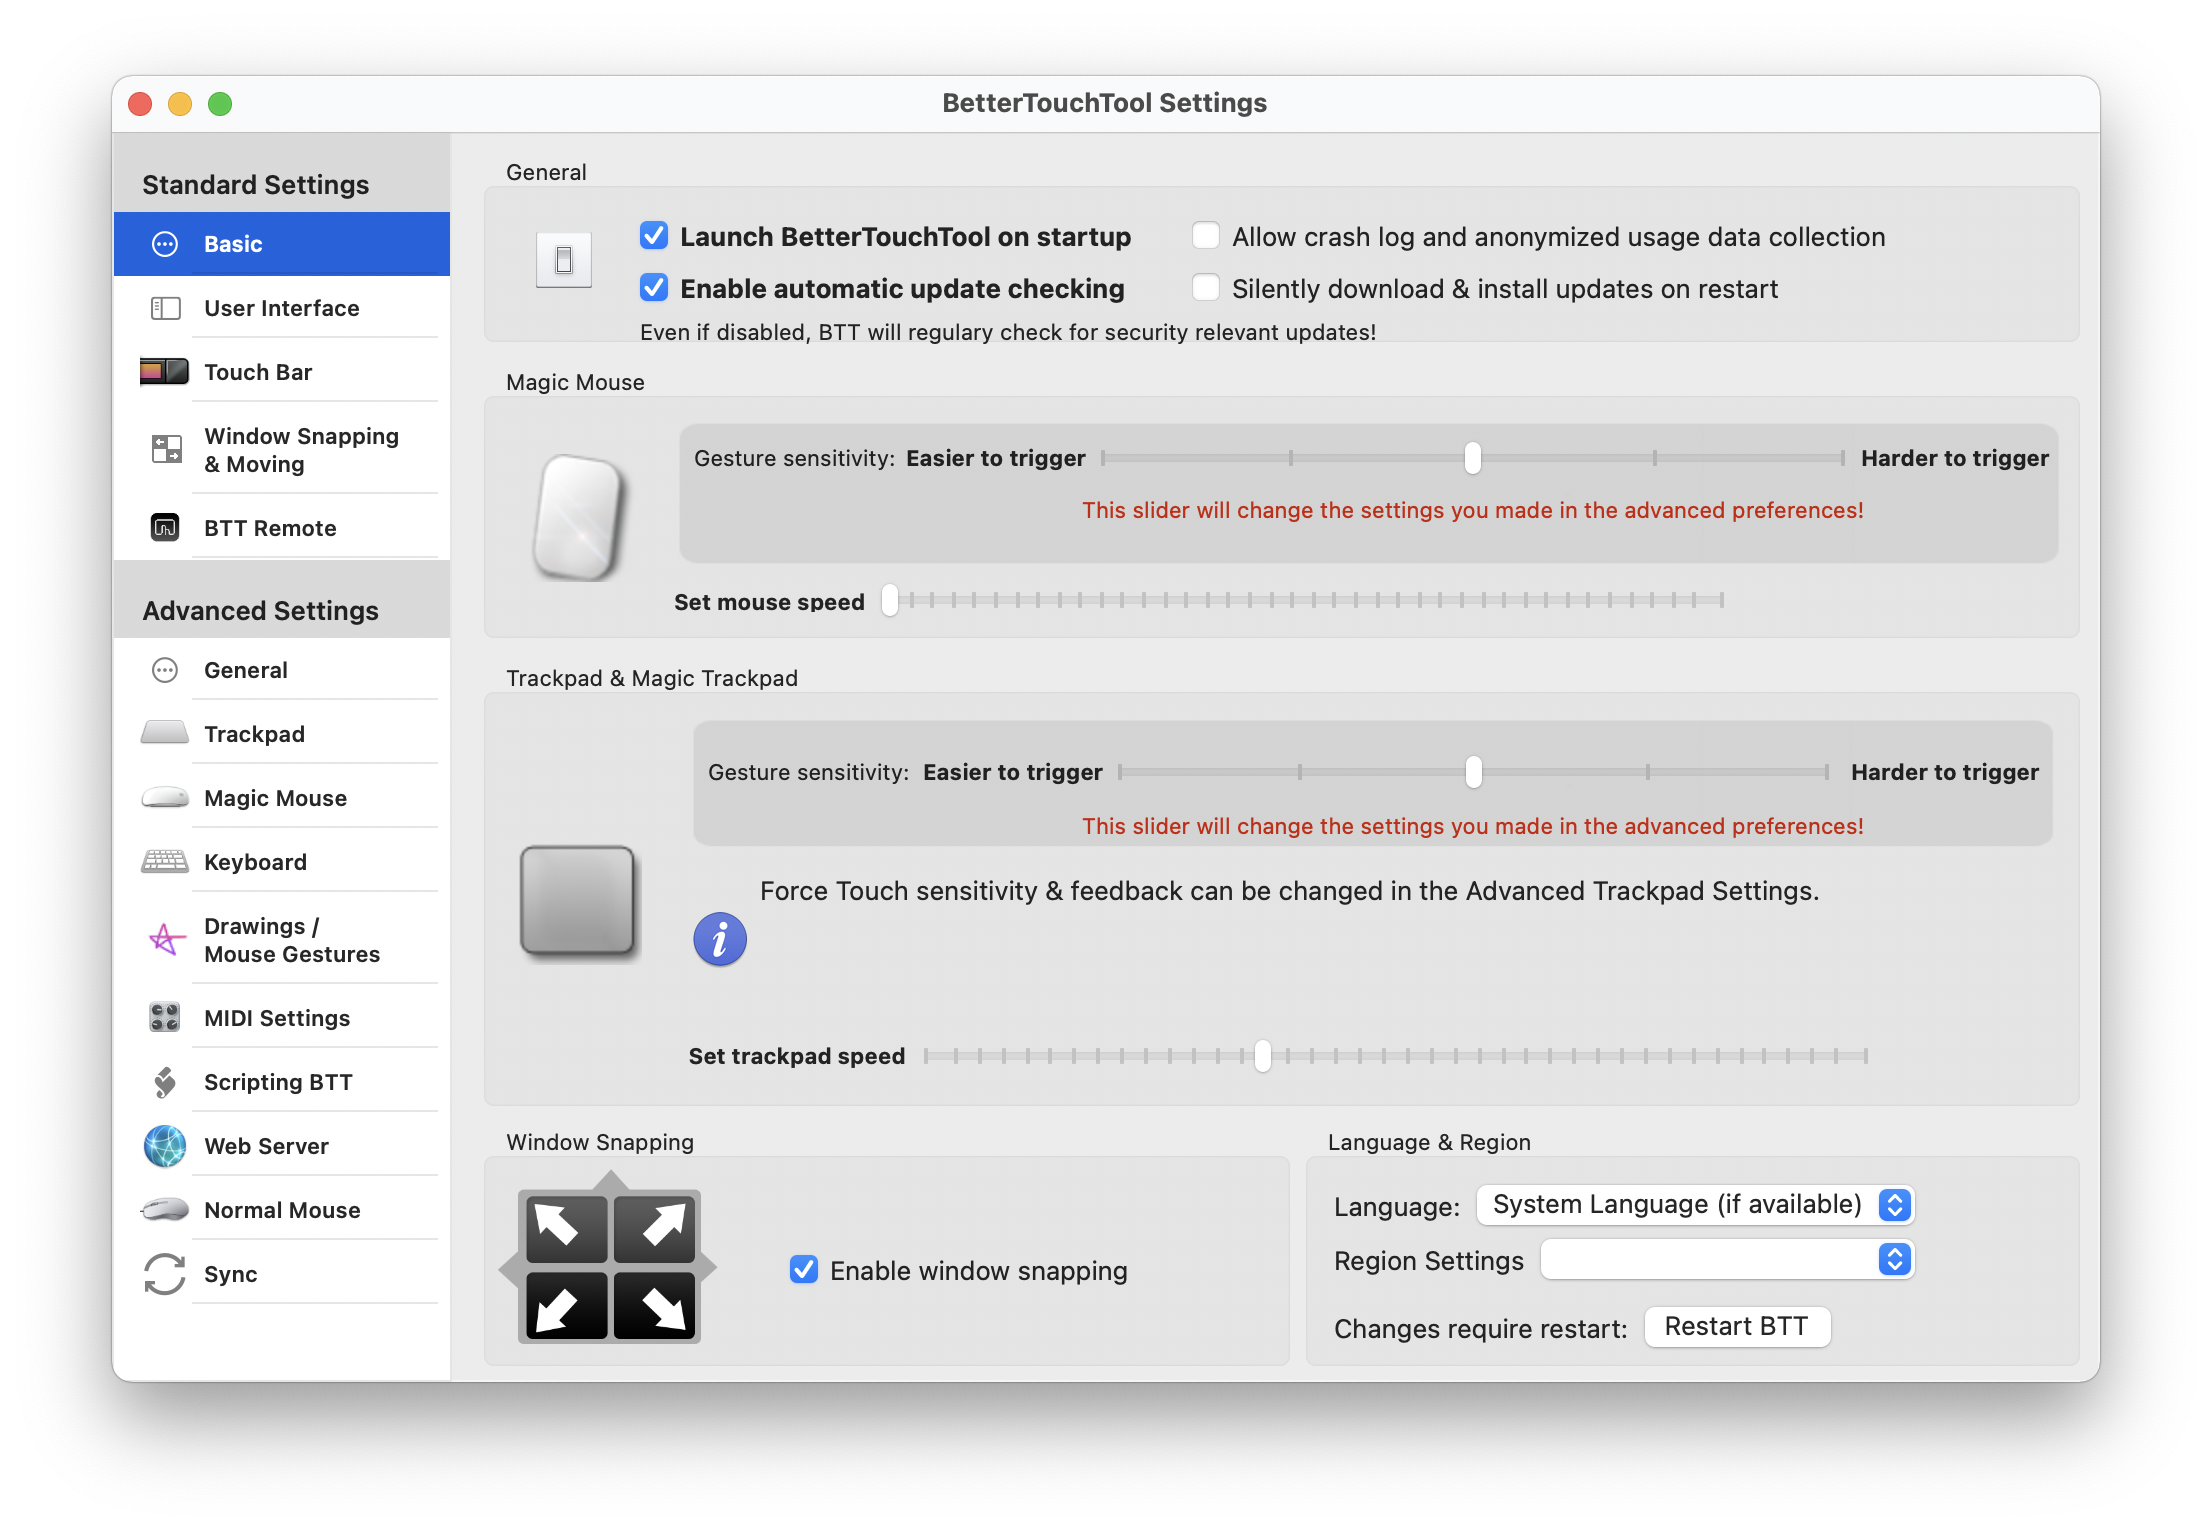 BetterTouchTool Settings
Standard Settings
Basic
User Interface
Touch Bar
Window Snapping
& Moving
BTT Remote
Advanced Settings
General
Trackpad
Magic Mouse
Keyboard
Drawings /
Mouse Gestures
MIDI Settings
Scripting BTT
Web Server
Normal Mouse
Sync
General
Launch BetterTouchTool on startup
Allow crash log and anonymized usage data collection
Enable automatic update checking
Silently download & install updates on restart
Even if disabled, BTT will regulary check for security relevant updates!
Magic Mouse
Gesture sensitivity: Easier to trigger Harder to trigger
This slider will change the settings you made in the advanced preferences!
Set mouse speed
Trackpad & Magic Trackpad
Gesture sensitivity: Easier to trigger Harder to trigger
This slider will change the settings you made in the advanced preferences!
Force Touch sensitivity & feedback can be changed in the Advanced Trackpad Settings.
Set trackpad speed
Window Snapping
Enable window snapping
Language & Region
Language: System Language (if available)
Region Settings
Changes require restart: Restart BTT